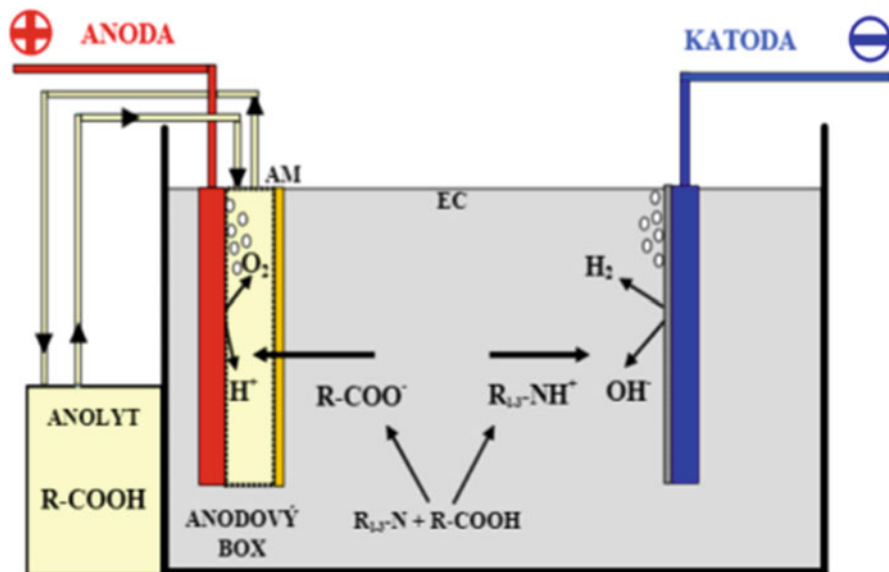 ANODA
KATODA
AM
EC
O₂
H₂
H⁺
R-COO⁻
R₁₋₃-NH⁺
OH⁻
ANOLYT
R-COOH
ANODOVÝ
BOX
R₁₋₃-N + R-COOH